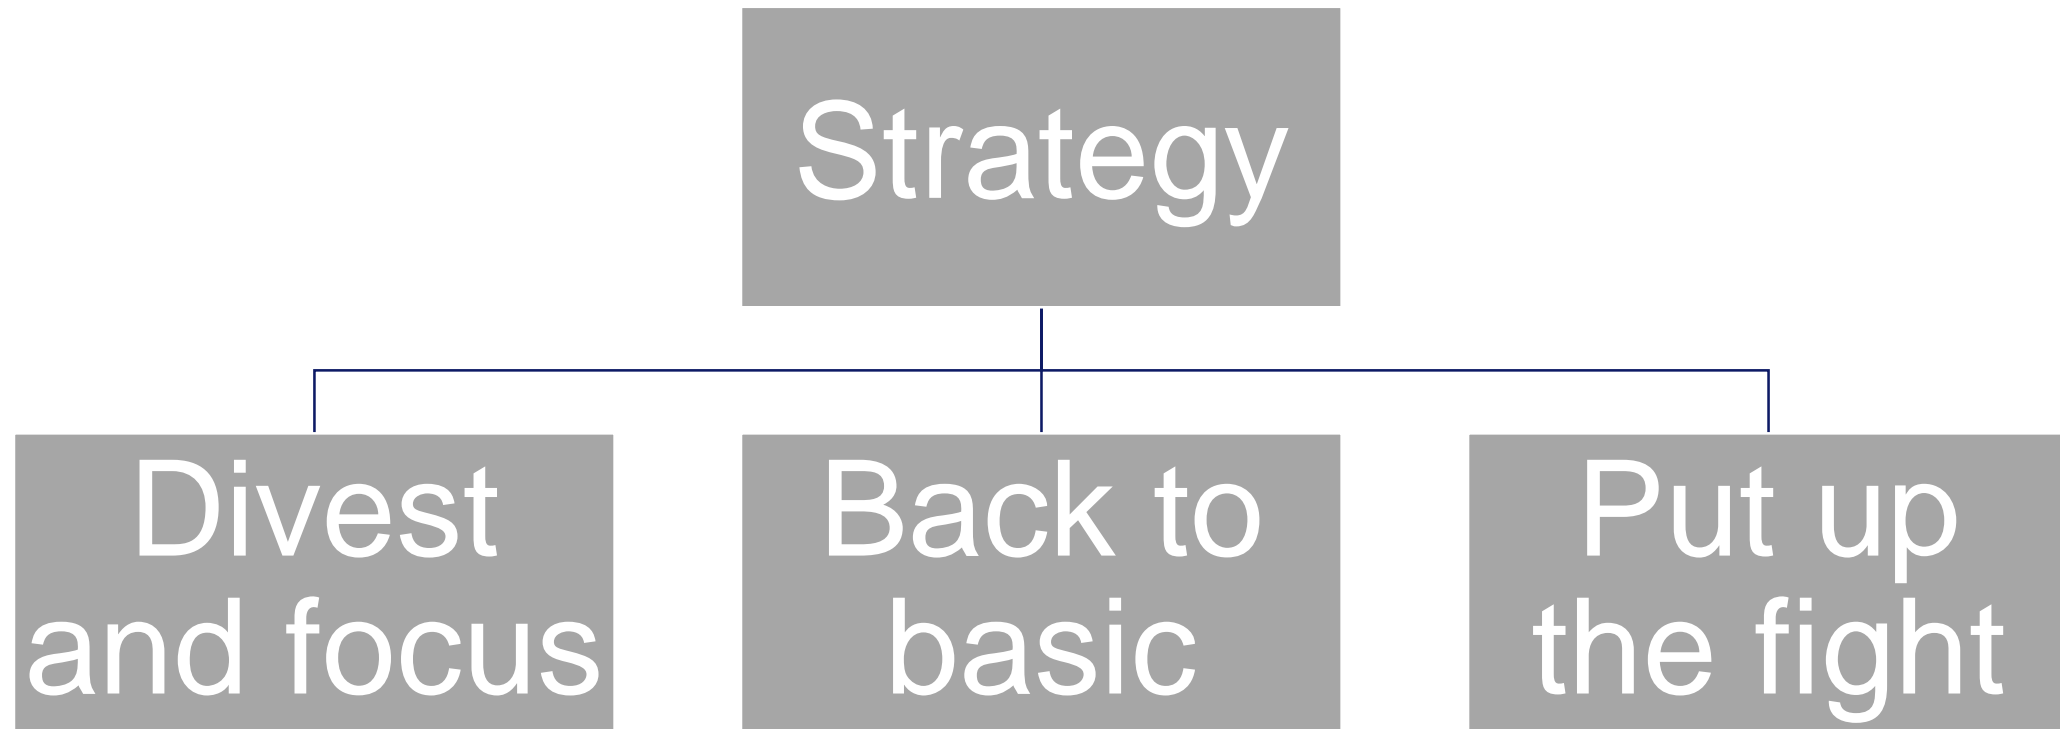 Strategy
Divest
and focus
Back to
basic
Put up
the fight